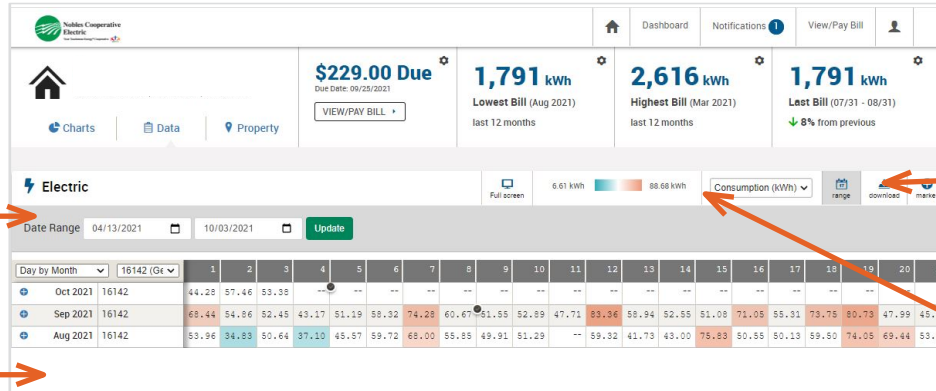 Nobles Cooperative
Electric
Dashboard
Notifications 1
View/Pay Bill
$229.00 Due
Due Date: 09/25/2021
VIEW/PAY BILL
1,791 kWh
Lowest Bill (Aug 2021)
last 12 months
2,616 kWh
Highest Bill (Mar 2021)
last 12 months
1,791 kWh
Last Bill (07/31 - 08/31)
8% from previous
Charts
Data
Property
Electric
Full screen
6.61 kWh
88.68 kWh
Consumption (kWh)
range
download
marke
Date Range 04/13/2021 10/03/2021 Update
Day by Month 16142 (Ge 1 2 3 4 5 6 7 8 9 10 11 12 13 14 15 16 17 18 19 20
Oct 2021 16142 44.28 57.46 53.38 -- -- -- -- -- -- -- -- -- -- -- -- -- -- -- -- --
Sep 2021 16142 68.44 54.86 52.45 43.17 51.19 58.32 74.28 60.67 51.55 52.89 47.71 83.36 58.94 52.55 51.08 71.05 55.31 73.75 80.73 47.99 45.
Aug 2021 16142 53.96 34.83 50.64 37.10 45.57 59.72 68.00 55.85 49.91 51.29 -- 59.32 41.73 43.00 75.83 50.55 50.13 59.50 74.05 69.44 53.